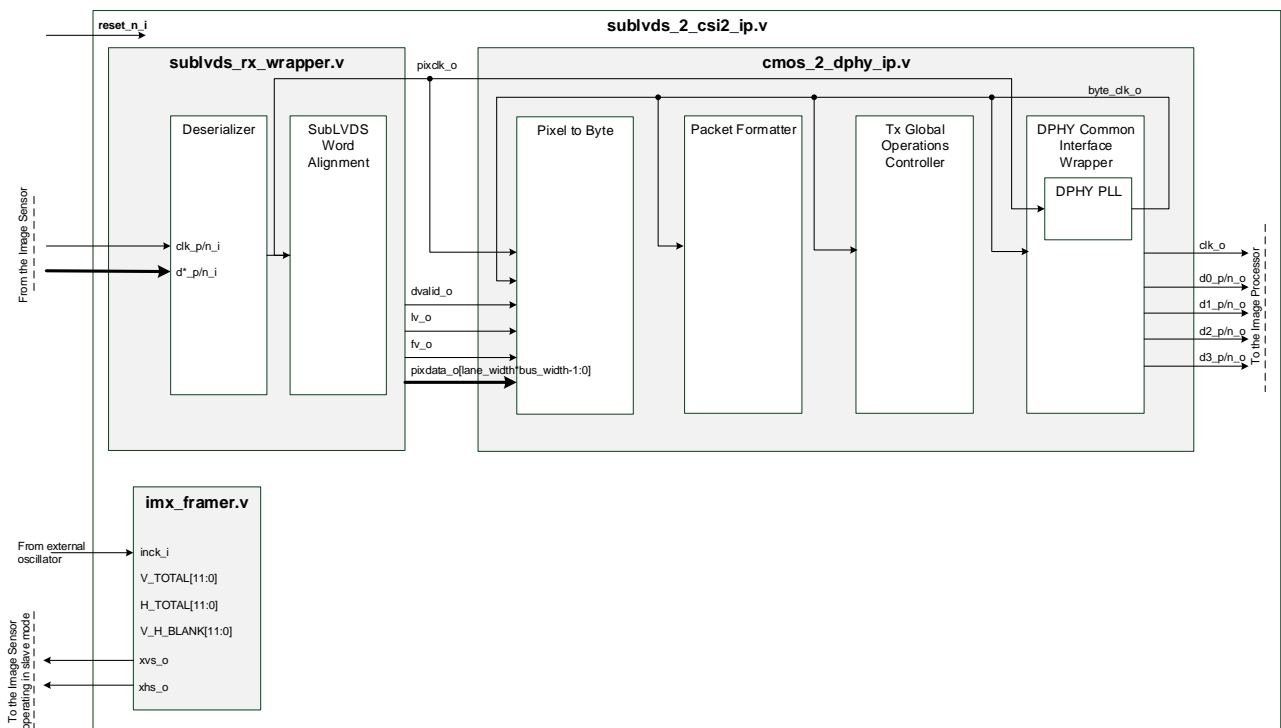 sublvds_2_csi2_ip.v
reset_n_i
sublvds_rx_wrapper.v
pixclk_o
cmos_2_dphy_ip.v
byte_clk_o
Deserializer
SubLVDS
Word
Alignment
Pixel to Byte
Packet Formatter
Tx Global
Operations
Controller
DPHY Common
Interface
Wrapper
DPHY PLL
From the Image Sensor
clk_p/n_i
d*_p/n_i
dvalid_o
lv_o
fv_o
pixdata_o[lane_width*bus_width-1:0]
clk_o
d0_p/n_o
d1_p/n_o
d2_p/n_o
d3_p/n_o
To the Image Processor
imx_framer.v
From external
oscillator
inck_i
V_TOTAL[11:0]
H_TOTAL[11:0]
V_H_BLANK[11:0]
xvs_o
xhs_o
To the Image Sensor
operating in slave mode